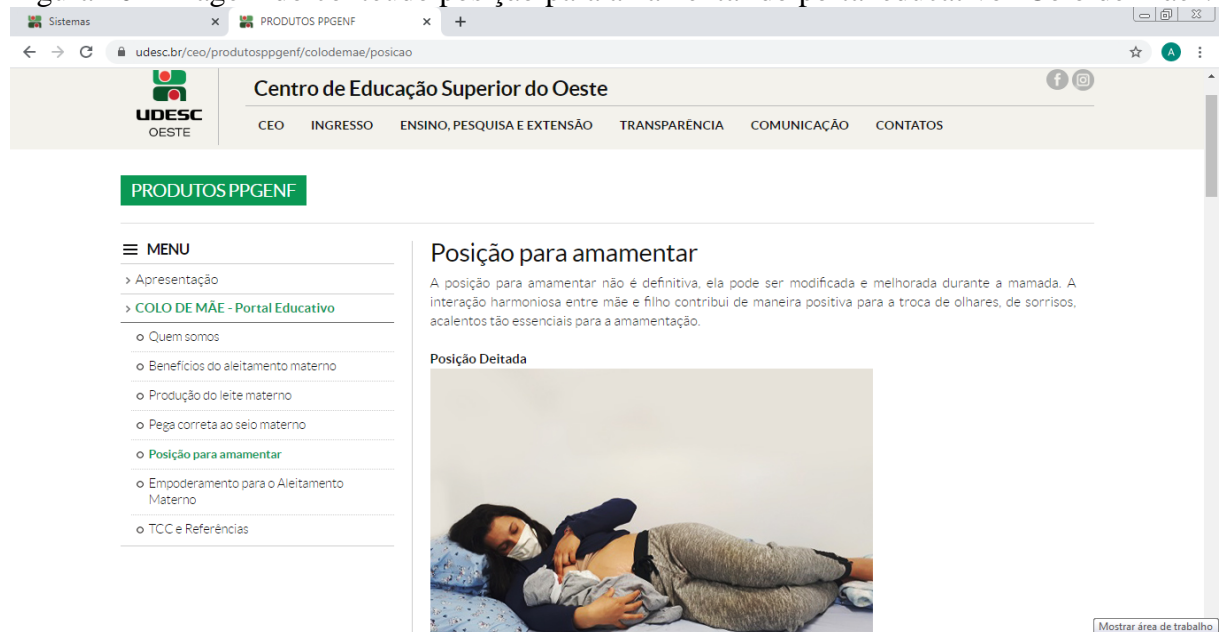 Sistemas
PRODUTOS PPGENF
udesc.br/ceo/produtosppgenf/colodemae/posicao
A
UDESC
OESTE
Centro de Educação Superior do Oeste
CEO INGRESSO ENSINO, PESQUISA E EXTENSÃO TRANSPARÊNCIA COMUNICAÇÃO CONTATOS
PRODUTOS PPGENF
MENU
> Apresentação
> COLO DE MÃE - Portal Educativo
Quem somos
Benefícios do aleitamento materno
Produção do leite materno
Pega correta ao seio materno
Posição para amamentar
Empoderamento para o Aleitamento
Materno
TCC e Referências
Posição para amamentar
A posição para amamentar não é definitiva, ela pode ser modificada e melhorada durante a mamada. A
interação harmoniosa entre mãe e filho contribui de maneira positiva para a troca de olhares, de sorrisos,
acalentos tão essenciais para a amamentação.
Posição Deitada
Mostrar área de trabalho